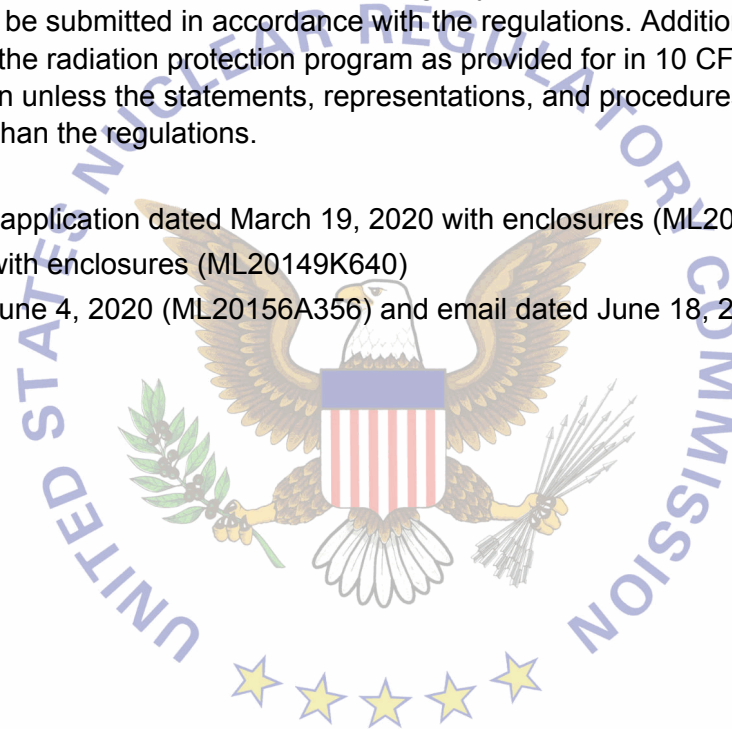 be submitted in accordance with the regulations. Additio
the radiation protection program as provided for in 10 CF
n unless the statements, representations, and procedure
han the regulations.
application dated March 19, 2020 with enclosures (ML20
with enclosures (ML20149K640)
une 4, 2020 (ML20156A356) and email dated June 18, 2
UNITED STATES NUCLEAR REGULATORY COMMISSION